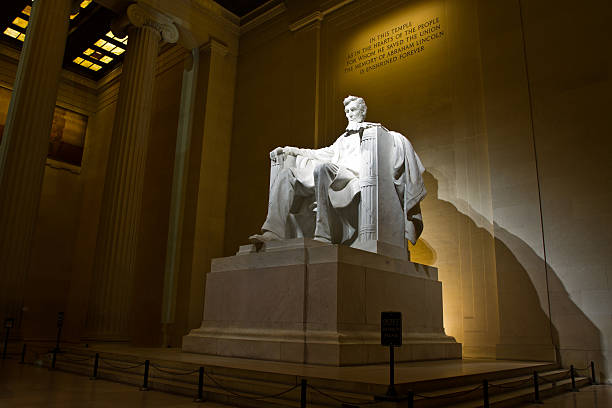 IN THIS TEMPLE
AS IN THE HEARTS OF THE PEOPLE
FOR WHOM HE SAVED THE UNION
THE MEMORY OF ABRAHAM LINCOLN
IS ENSHRINED FOREVER